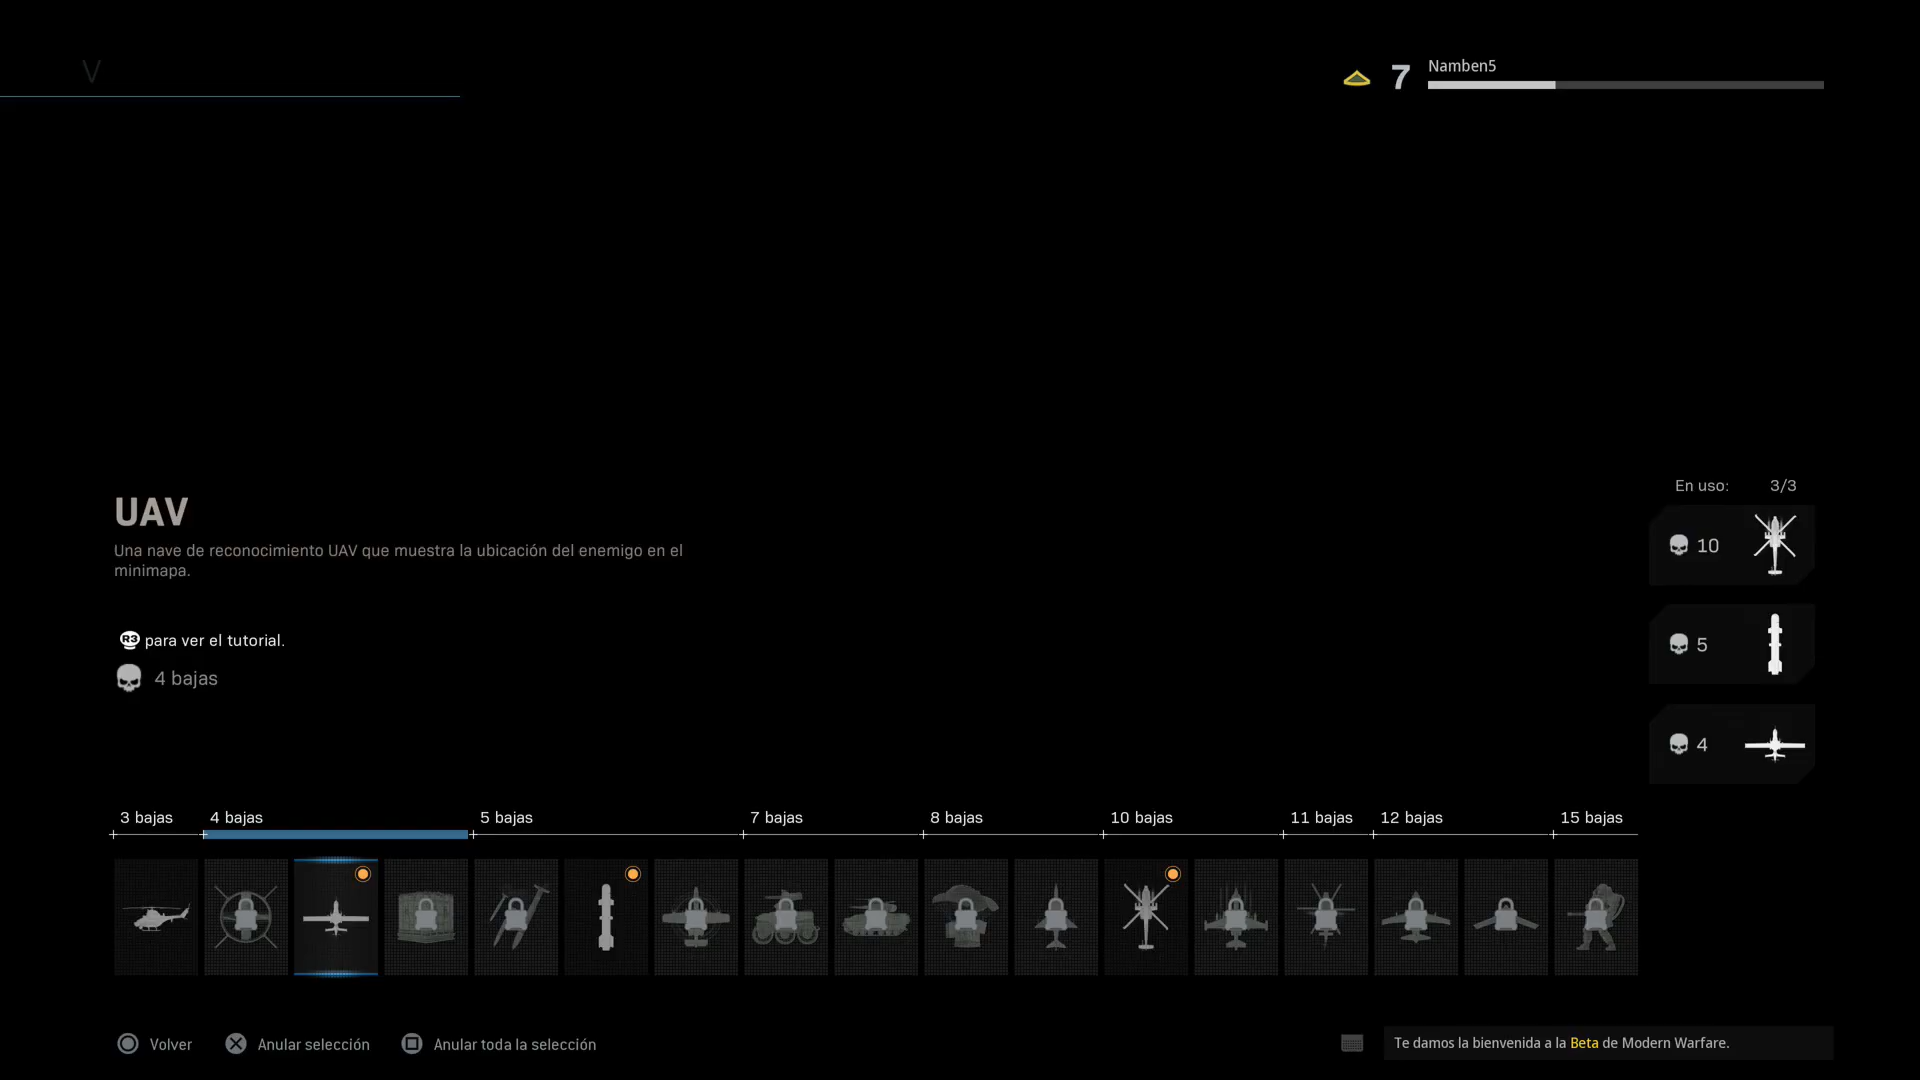 V
7
Namben5
UAV
Una nave de reconocimiento UAV que muestra la ubicación del enemigo en el
minimapa.
R3 para ver el tutorial.
4 bajas
En uso: 3/3
10
5
4
3 bajas
4 bajas
5 bajas
7 bajas
8 bajas
10 bajas
11 bajas
12 bajas
15 bajas
Volver
Anular selección
Anular toda la selección
Te damos la bienvenida a la Beta de Modern Warfare.